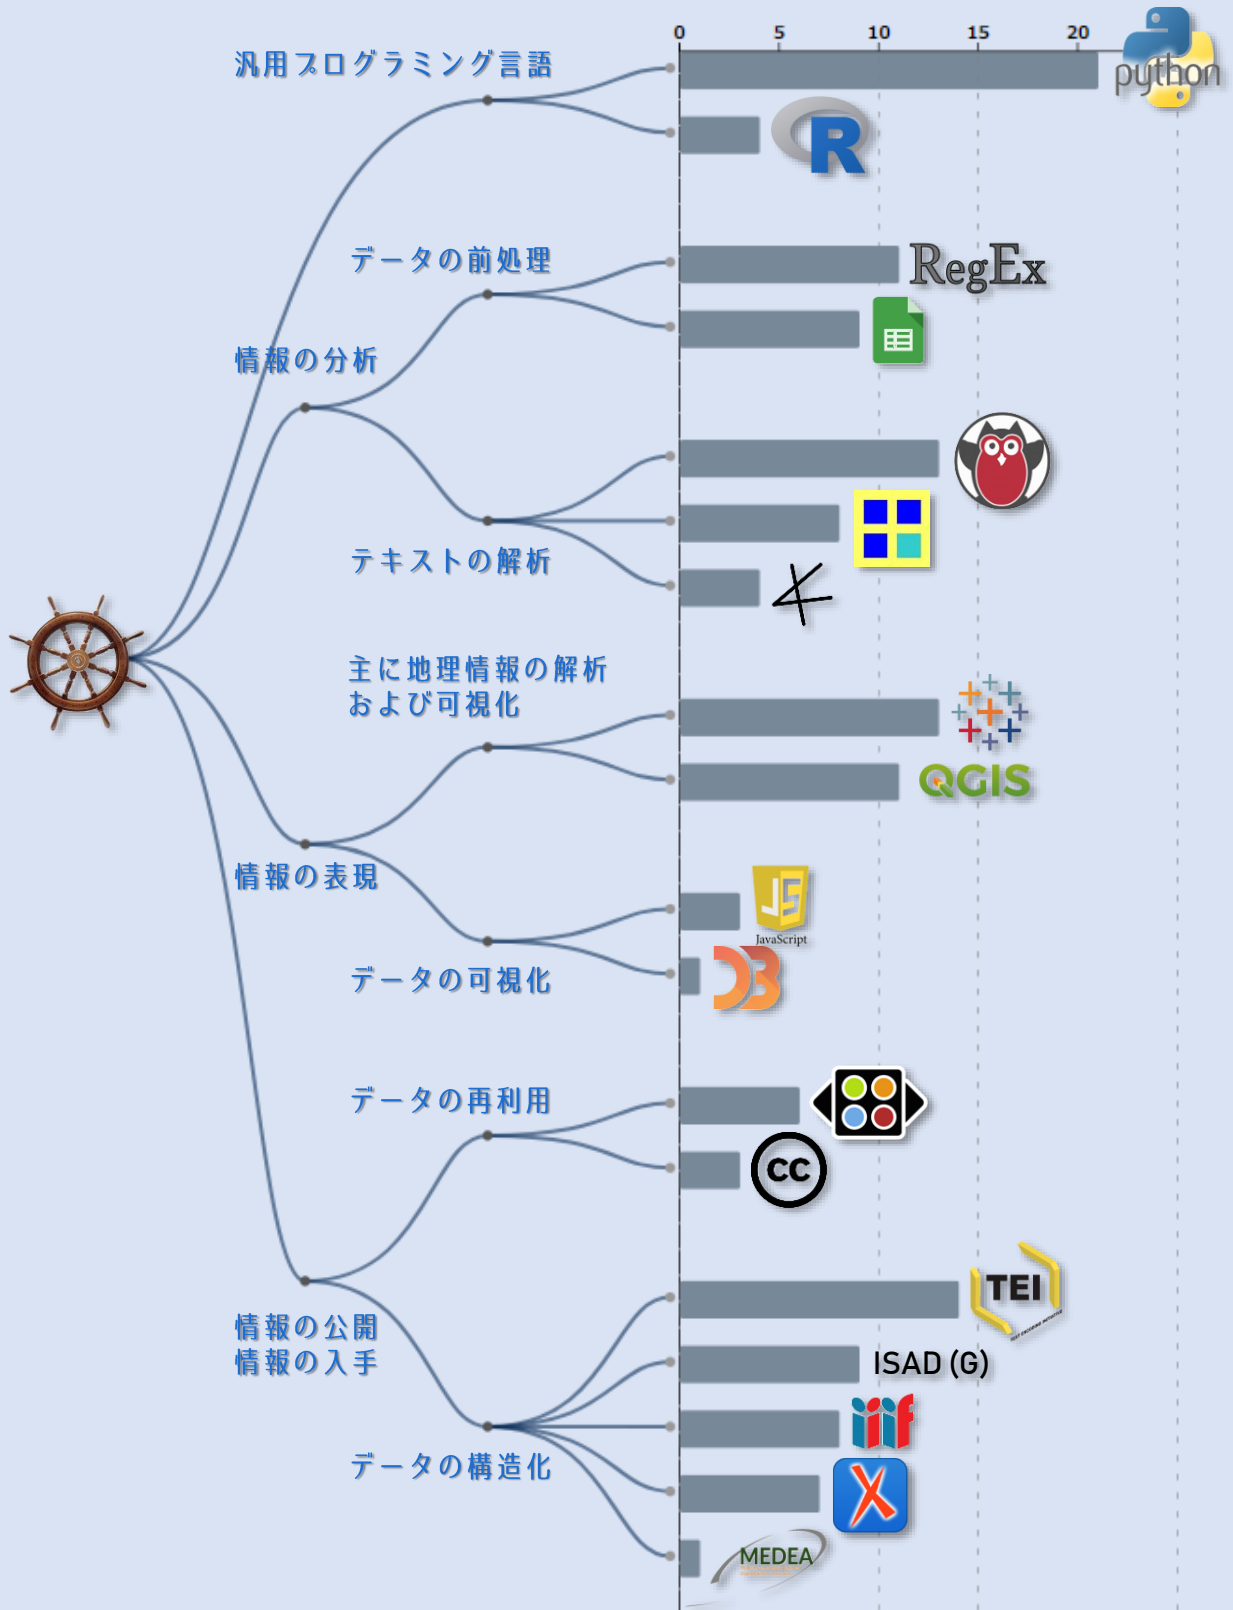 0 5 10 15 20
汎用プログラミング言語
python
R
データの前処理
RegEx
情報の分析
テキストの解析
主に地理情報の解析
および可視化
QGIS
JS
JavaScript
情報の表現
データの可視化
データの再利用
cc
TEI
情報の公開
情報の入手
ISAD (G)
iiif
データの構造化
MEDEA